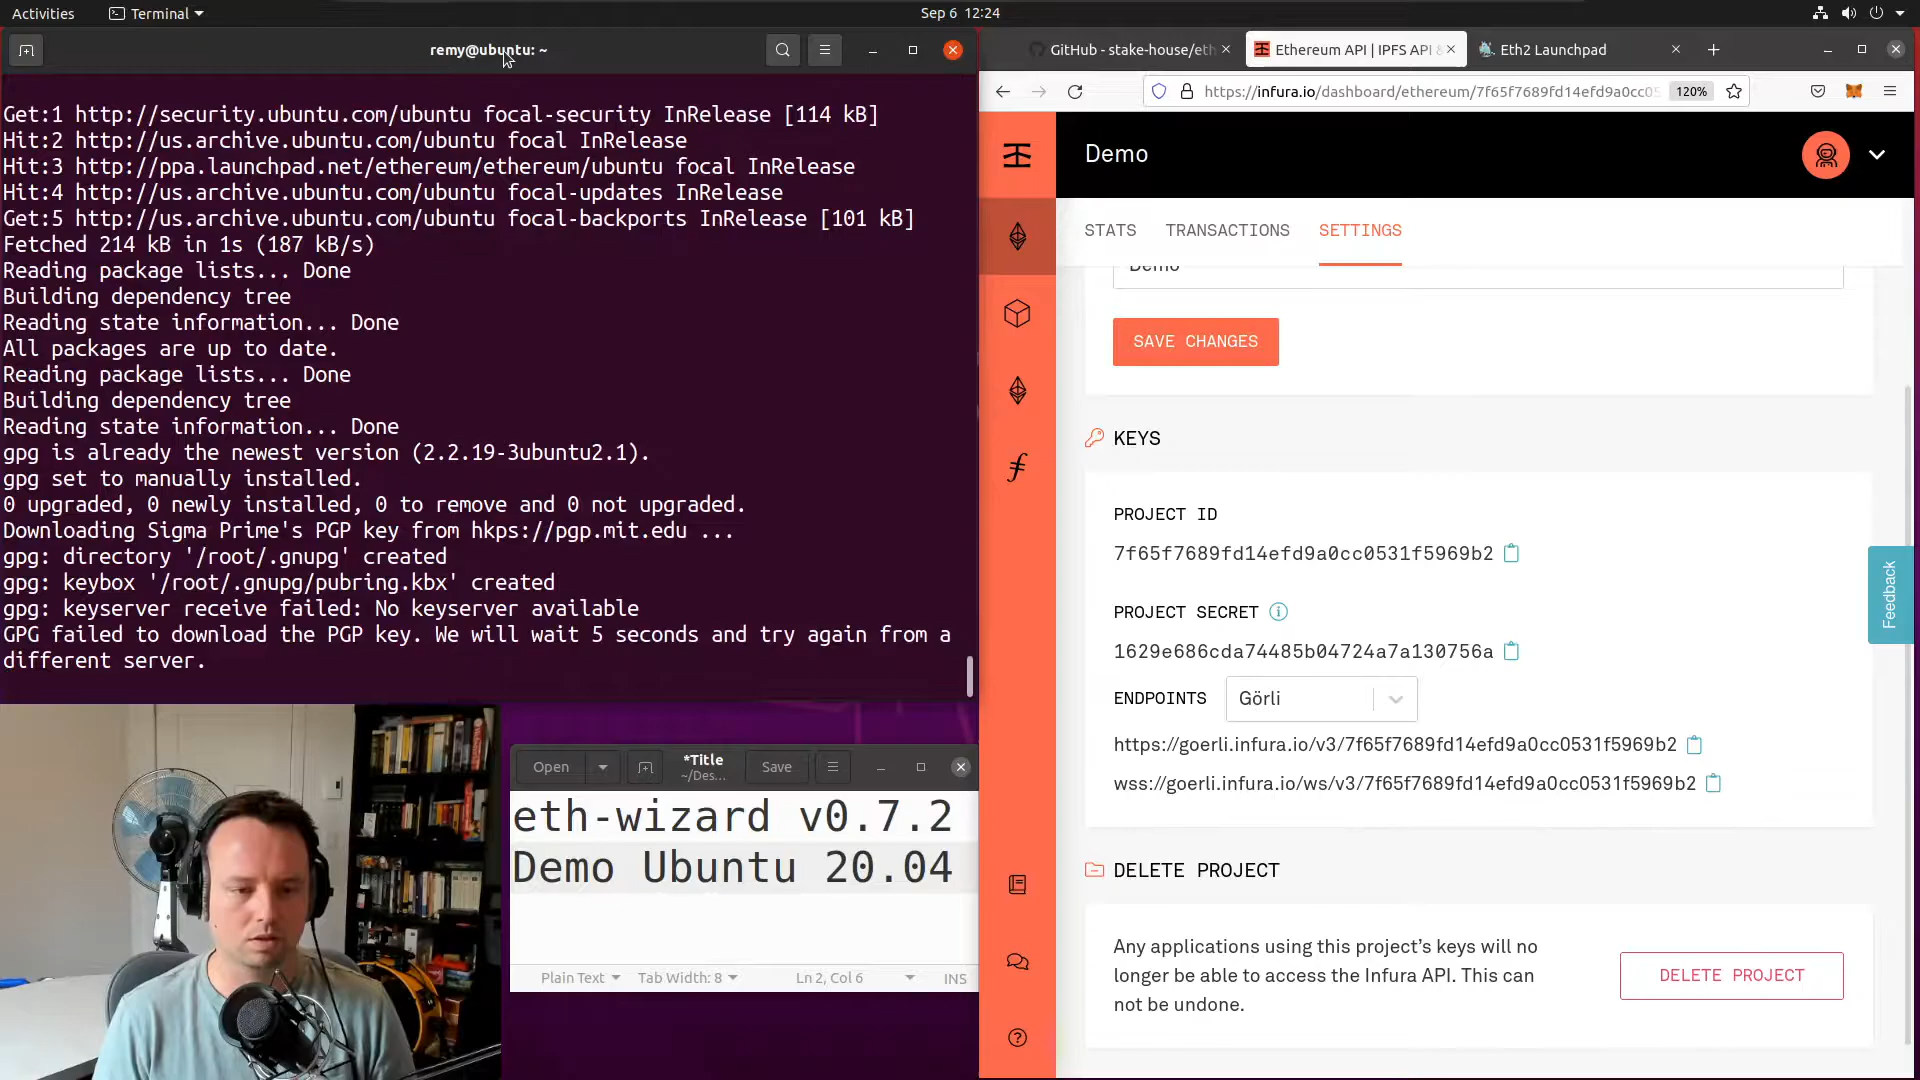 Activities
Terminal
Sep 6 12:24
remy@ubuntu: ~
Get:1 http://security.ubuntu.com/ubuntu focal-security InRelease [114 kB]
Hit:2 http://us.archive.ubuntu.com/ubuntu focal InRelease
Hit:3 http://ppa.launchpad.net/ethereum/ethereum/ubuntu focal InRelease
Hit:4 http://us.archive.ubuntu.com/ubuntu focal-updates InRelease
Get:5 http://us.archive.ubuntu.com/ubuntu focal-backports InRelease [101 kB]
Fetched 214 kB in 1s (187 kB/s)
Reading package lists... Done
Building dependency tree
Reading state information... Done
All packages are up to date.
Reading package lists... Done
Building dependency tree
Reading state information... Done
gpg is already the newest version (2.2.19-3ubuntu2.1).
gpg set to manually installed.
0 upgraded, 0 newly installed, 0 to remove and 0 not upgraded.
Downloading Sigma Prime's PGP key from hkps://pgp.mit.edu ...
gpg: directory '/root/.gnupg' created
gpg: keybox '/root/.gnupg/pubring.kbx' created
gpg: keyserver receive failed: No keyserver available
GPG failed to download the PGP key. We will wait 5 seconds and try again from a
different server.
Open
*Title
~/Des...
Save
eth-wizard v0.7.2
Demo Ubuntu 20.04
Plain Text
Tab Width: 8
Ln 2, Col 6
INS
GitHub - stake-house/eth
Ethereum API | IPFS API &
Eth2 Launchpad
https://infura.io/dashboard/ethereum/7f65f7689fd14efd9a0cc05
120%
Demo
STATS
TRANSACTIONS
SETTINGS
Demo
SAVE CHANGES
KEYS
PROJECT ID
7f65f7689fd14efd9a0cc0531f5969b2
PROJECT SECRET
1629e686cda74485b04724a7a130756a
ENDPOINTS
Görli
https://goerli.infura.io/v3/7f65f7689fd14efd9a0cc0531f5969b2
wss://goerli.infura.io/ws/v3/7f65f7689fd14efd9a0cc0531f5969b2
Feedback
DELETE PROJECT
Any applications using this project’s keys will no
longer be able to access the Infura API. This can
not be undone.
DELETE PROJECT